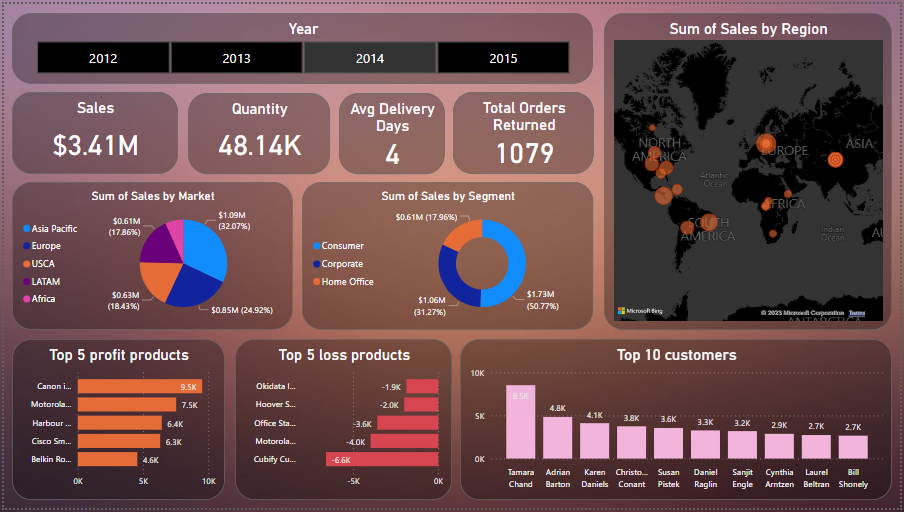 Year
2012
2013
2014
2015
Sum of Sales by Region
Sales
$3.41M
Quantity
48.14K
Avg Delivery
Days
4
Total Orders
Returned
1079
NORTH
AMERICA
EUROPE
ASIA
Atlantic
Ocean
AFRICA
SOUTH
AMERICA
Indian
Ocean
AU
ANTARCTICA
Microsoft Bing
© 2023 Microsoft Corporation Terms
Sum of Sales by Market
Asia Pacific
Europe
USCA
LATAM
Africa
$1.09M
(32.07%)
$0.85M (24.92%)
$0.63M
(18.43%)
$0.61M
(17.86%)
Sum of Sales by Segment
Consumer
Corporate
Home Office
$0.61M (17.96%)
$1.06M
(31.27%)
$1.73M
(50.77%)
Top 5 profit products
Canon i... 9.5K
Motorola... 7.5K
Harbour ... 6.4K
Cisco Sm... 6.3K
Belkin Ro... 4.6K
0K 5K 10K
Top 5 loss products
Okidata I... -1.9K
Hoover S... -2.0K
Office Sta... -3.6K
Motorola... -4.0K
Cubify Cu... -6.6K
-5K 0K
Top 10 customers
10K
5K
0K
8.5K 4.8K 4.1K 3.8K 3.6K 3.3K 3.2K 2.9K 2.7K 2.7K
Tamara Adrian Karen Christo... Susan Daniel Sanjit Cynthia Laurel Bill
Chand Barton Daniels Conant Pistek Raglin Engle Arntzen Beltran Shonely